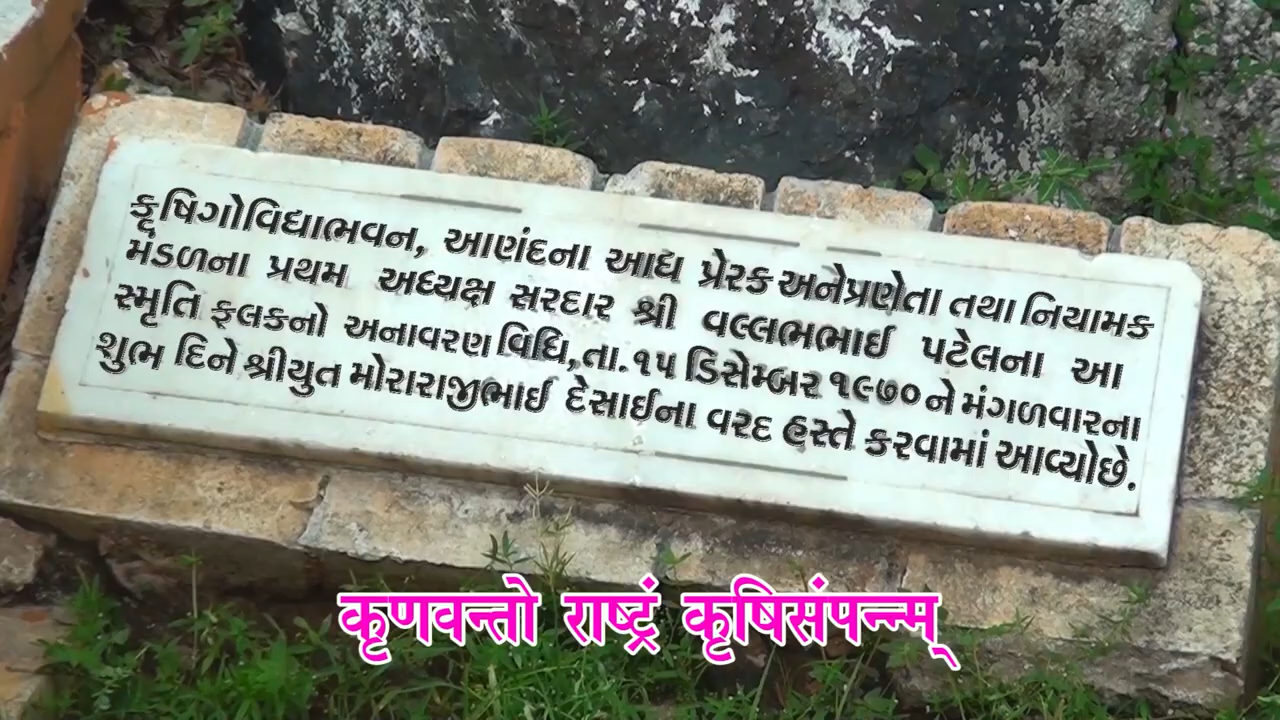 કૃષિગોવિદ્યાભવન, આણંદના આદ્ય પ્રેરક અનેપ્રણેતા તથા નિયામક
મંડળના પ્રથમ અધ્યક્ષ સરદાર શ્રી વલ્લભભાઈ પટેલના આ
સ્મૃતિ ફલકનો અનાવરણ વિધિ,તા.૧૫ ડિસેમ્બર ૧૯૭૦ ને મંગળવારના
શુભ દિને શ્રીયુત મોરારાજીભાઈ દેસાઈના વરદ હસ્તે કરવામાં આવ્યોછે.
कृणवन्तो राष्ट्रं कृषिसंपन्न्म्